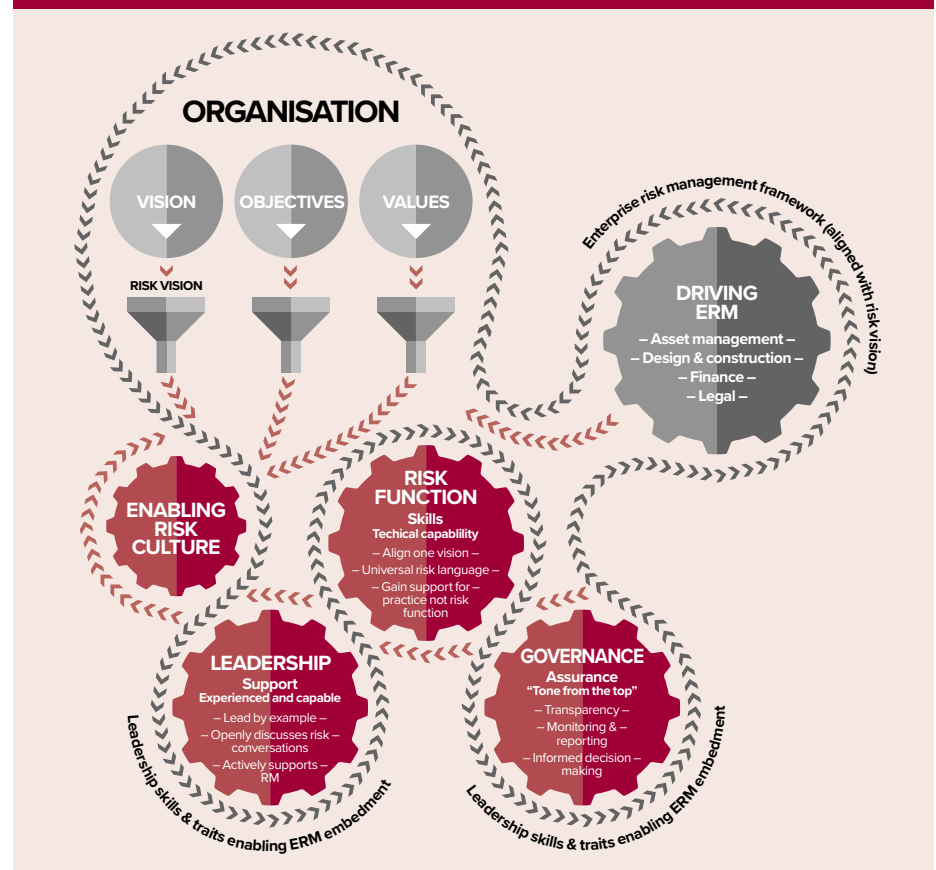 ORGANISATION
VISION
OBJECTIVES
VALUES
RISK VISION
Enterprise risk management framework (aligned with risk vision)
DRIVING
ERM
– Asset management –
– Design & construction –
– Finance –
– Legal –
ENABLING
RISK
CULTURE
RISK
FUNCTION
Skills
Techical capablility
– Align one vision –
– Universal risk language –
– Gain support for –
practice not risk
function
LEADERSHIP
Support
Experienced and capable
– Lead by example –
– Openly discusses risk –
conversations
– Actively supports –
RM
Leadership skills & traits enabling ERM embedment
GOVERNANCE
Assurance
“Tone from the top”
– Transparency –
– Monitoring & –
reporting
– Informed decision –
making
Leadership skills & traits enabling ERM embedment